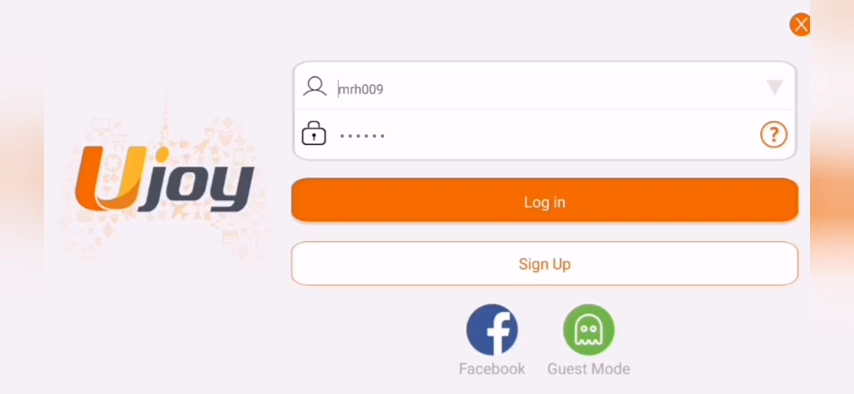 mrh009
••••••
?
Ujoy
Log in
Sign Up
Facebook
Guest Mode